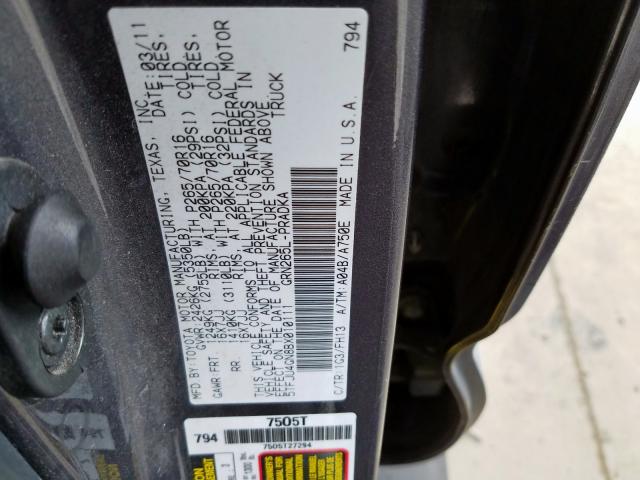 MFD.BY:TOYOTA MOTOR MANUFACTURING, TEXAS, INC. DATE:03/11
GVWR: 2426KG (5350LB)
GAWR:FRT. 1249KG (2755LB) WITH P265/70R16 TIRES,
16X7JJ RIMS, AT 200KPA (29PSI) COLD
RR. 1410KG (3110LB) WITH P265/70R16 TIRES,
16X7JJ RIMS, AT 220KPA (32PSI) COLD
THIS VEHICLE CONFORMS TO ALL APPLICABLE FEDERAL MOTOR
VEHICLE SAFETY AND THEFT PREVENTION STANDARDS IN
EFFECT ON THE DATE OF MANUFACTURE SHOWN ABOVE.
5TFJU4GN8BX010111 TRUCK
GRN265L-PRADKA
C/TR:1G3/FH13 A/TM:A04B/A750E MADE IN U.S.A. 794
7505T
794
7505T27294